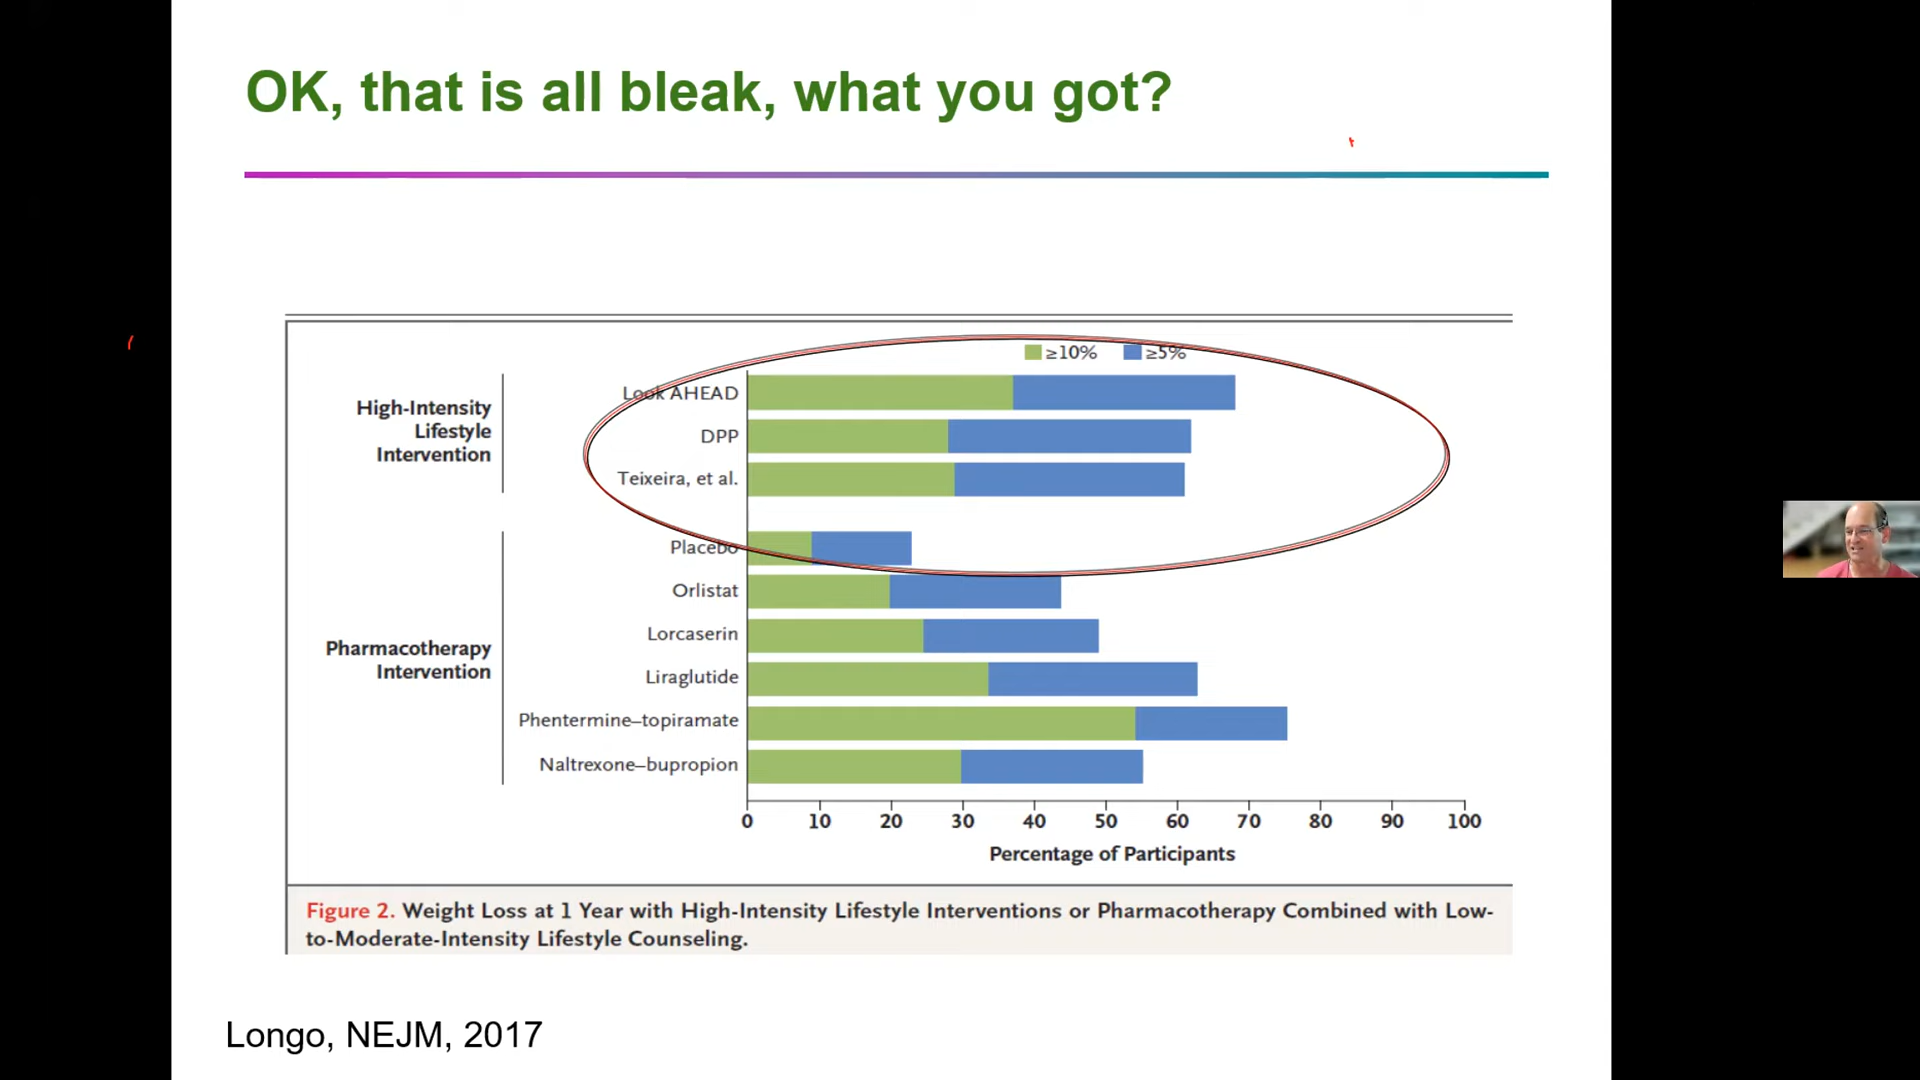 OK, that is all bleak, what you got?
≥10% ≥5%
High-Intensity
Lifestyle
Intervention
Look AHEAD
DPP
Teixeira, et al.
Pharmacotherapy
Intervention
Placebo
Orlistat
Lorcaserin
Liraglutide
Phentermine–topiramate
Naltrexone–bupropion
0 10 20 30 40 50 60 70 80 90 100
Percentage of Participants
Figure 2. Weight Loss at 1 Year with High-Intensity Lifestyle Interventions or Pharmacotherapy Combined with Low-
to-Moderate-Intensity Lifestyle Counseling.
Longo, NEJM, 2017